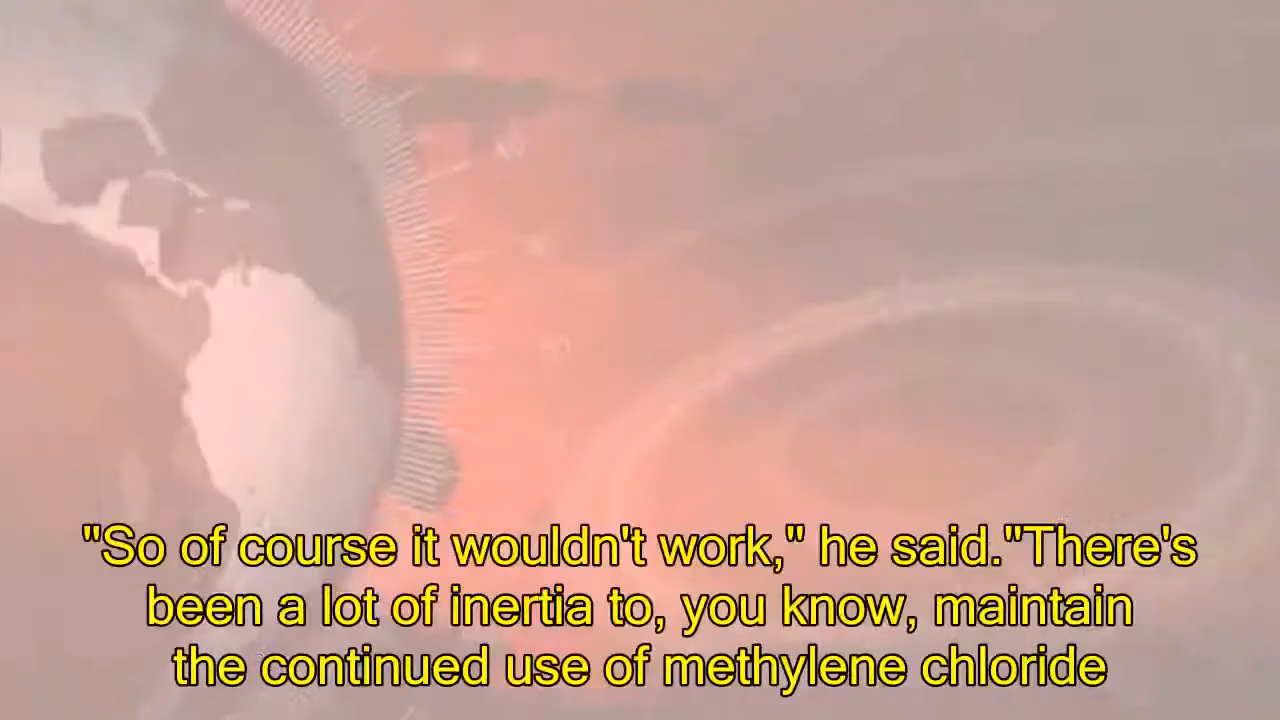 "So of course it wouldn't work," he said."There's
been a lot of inertia to, you know, maintain
the continued use of methylene chloride